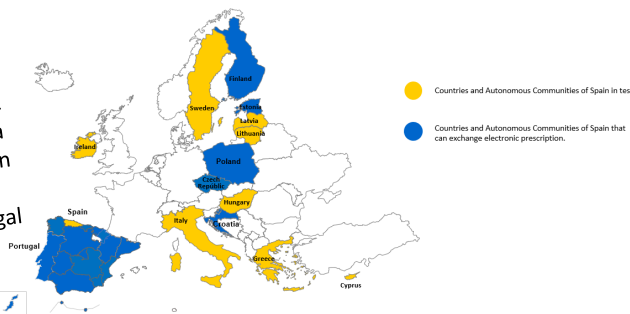 a
n
gal
Finland
Sweden
Estonia
Latvia
Lithuania
Ireland
Poland
Czech
Republic
Hungary
Spain
Italy
Croatia
Portugal
Greece
Cyprus
Countries and Autonomous Communities of Spain in tes
Countries and Autonomous Communities of Spain that
can exchange electronic prescription.